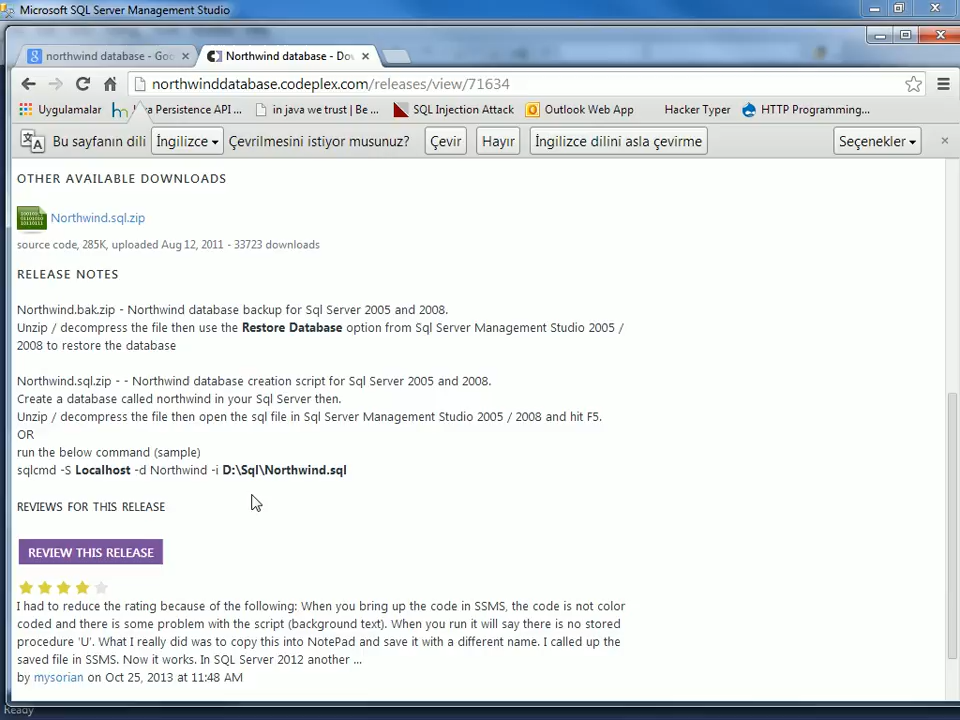 Microsoft SQL Server Management Studio
northwind database - Goo
Northwind database - Dov
northwinddatabase.codeplex.com/releases/view/71634
Uygulamalar
a Persistence API ...
in java we trust | Be ...
SQL Injection Attack
Outlook Web App
Hacker Typer
HTTP Programming...
Bu sayfanın dili
İngilizce
Çevrilmesini istiyor musunuz?
Çevir
Hayır
İngilizce dilini asla çevirme
Seçenekler
OTHER AVAILABLE DOWNLOADS
Northwind.sql.zip
source code, 285K, uploaded Aug 12, 2011 - 33723 downloads
RELEASE NOTES
Northwind.bak.zip - Northwind database backup for Sql Server 2005 and 2008.
Unzip / decompress the file then use the Restore Database option from Sql Server Management Studio 2005 /
2008 to restore the database
Northwind.sql.zip - - Northwind database creation script for Sql Server 2005 and 2008.
Create a database called northwind in your Sql Server then.
Unzip / decompress the file then open the sql file in Sql Server Management Studio 2005 / 2008 and hit F5.
OR
run the below command (sample)
sqlcmd -S Localhost -d Northwind -i D:\Sql\Northwind.sql
REVIEWS FOR THIS RELEASE
REVIEW THIS RELEASE
I had to reduce the rating because of the following: When you bring up the code in SSMS, the code is not color
coded and there is some problem with the script (background text). When you run it will say there is no stored
procedure 'U'. What I really did was to copy this into NotePad and save it with a different name. I called up the
saved file in SSMS. Now it works. In SQL Server 2012 another ...
by mysorian on Oct 25, 2013 at 11:48 AM
Ready